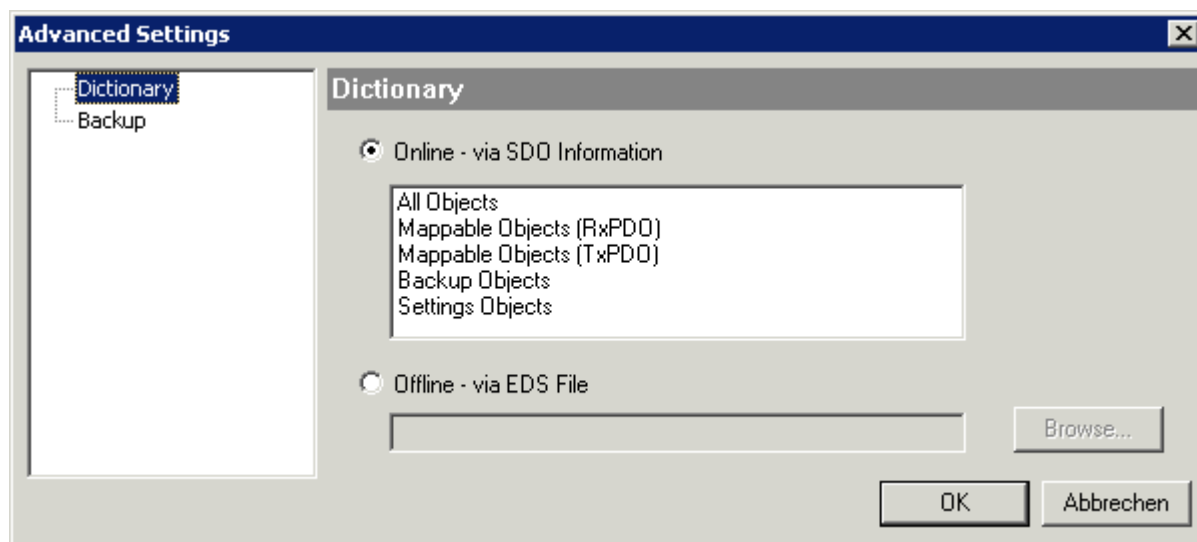 Advanced Settings
Dictionary
Backup
Dictionary
Online - via SDO Information
All Objects
Mappable Objects (RxPDO)
Mappable Objects (TxPDO)
Backup Objects
Settings Objects
Offline - via EDS File
Browse...
OK
Abbrechen